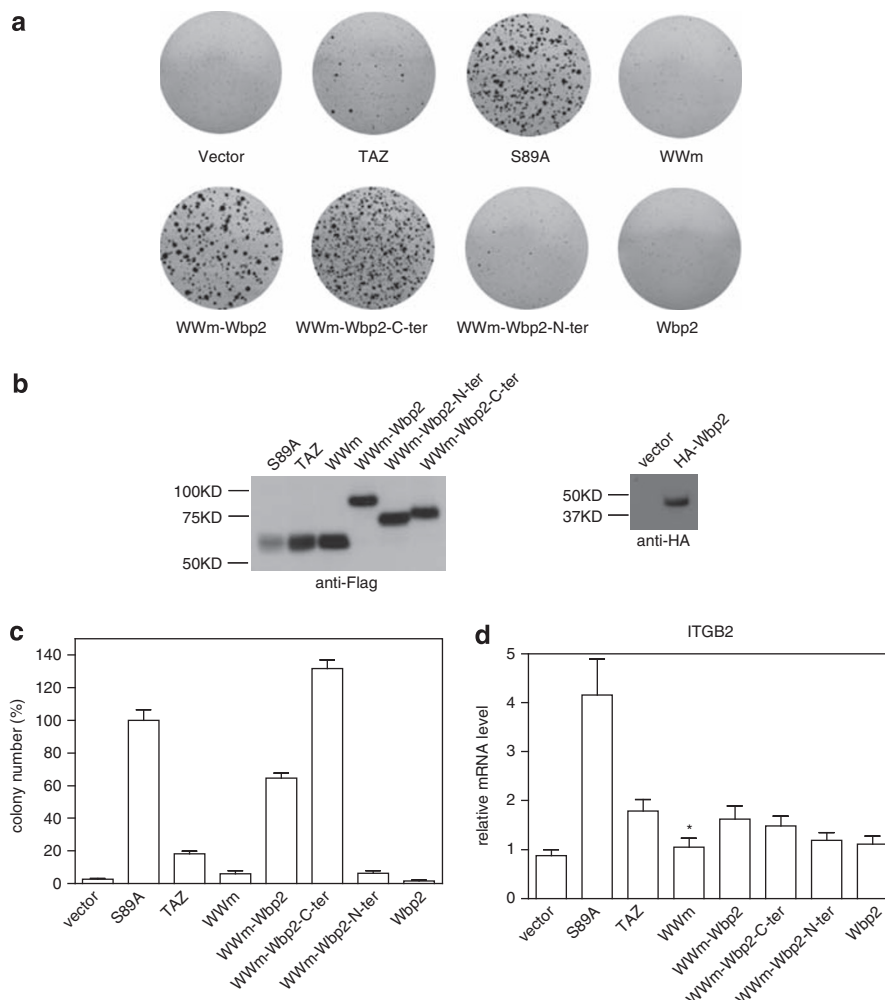 a
Vector TAZ S89A WWm
WWm-Wbp2 WWm-Wbp2-C-ter WWm-Wbp2-N-ter Wbp2
b
S89A TAZ WWm WWm-Wbp2 WWm-Wbp2-N-ter WWm-Wbp2-C-ter
100KD
75KD
50KD
anti-Flag
vector HA-Wbp2
50KD
37KD
anti-HA
c
colony number (%)
140
120
100
80
60
40
20
0
vector S89A TAZ WWm WWm-Wbp2 WWm-Wbp2-C-ter WWm-Wbp2-N-ter Wbp2
d
ITGB2
relative mRNA level
5
4
3
2
1
0
*
vector S89A TAZ WWm WWm-Wbp2 WWm-Wbp2-C-ter WWm-Wbp2-N-ter Wbp2